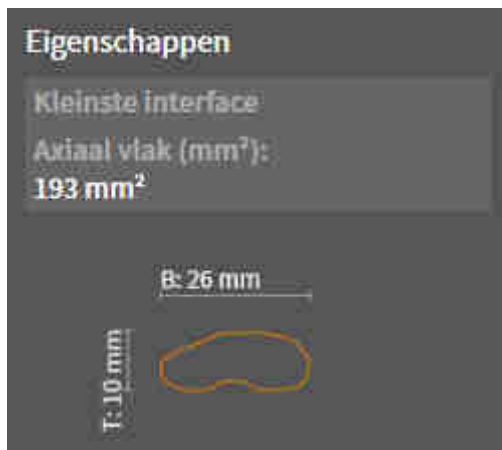 Eigenschappen
Kleinste interface
Axiaal vlak (mm²):
193 mm²
B: 26 mm
T: 10 mm